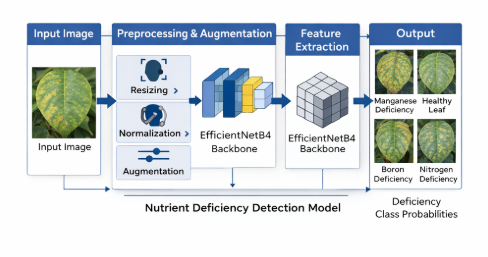 Input Image
Preprocessing & Augmentation
Feature
Extraction
Output
Resizing
Normalization
Augmentation
Input Image
EfficientNetB4
Backbone
EfficientNetB4
Backbone
Manganese
Deficiency
Healthy
Leaf
Boron
Deficiency
Nitrogen
Deficiency
Nutrient Deficiency Detection Model
Deficiency
Class Probabilities